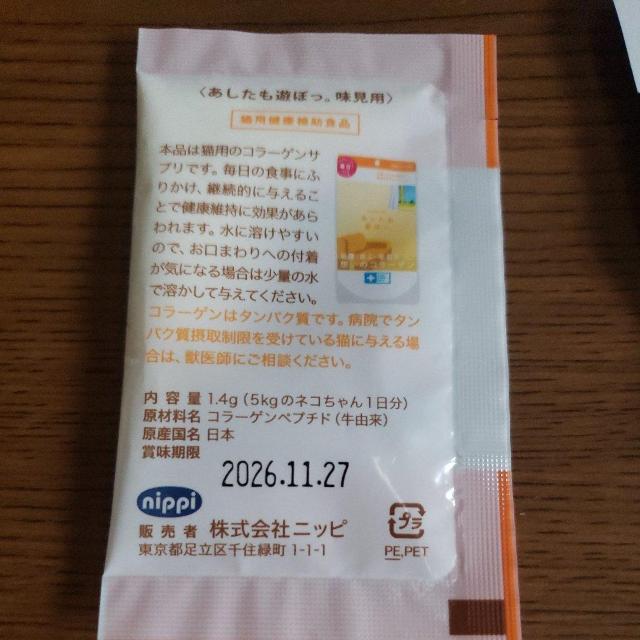 〈あしたも遊ぼっ。味見用〉
猫用健康補助食品
本品は猫用のコラーゲンサ
プリです。毎日の食事にふ
りかけ、継続的に与えるこ
とで健康維持に効果があら
われます。水に溶けやすい
ので、お口まわりへの付着
が気になる場合は少量の水
で溶かして与えてください。
コラーゲンはタンパク質です。病院でタン
パク質摂取制限を受けている猫に与える場
合は、獣医師にご相談ください。
内容量 1.4g（5kgのネコちゃん1日分）
原材料名 コラーゲンペプチド（牛由来）
原産国名 日本
賞味期限
2026.11.27
nippi
販売者 株式会社ニッピ
東京都足立区千住緑町 1-1-1
プラ
PE,PET